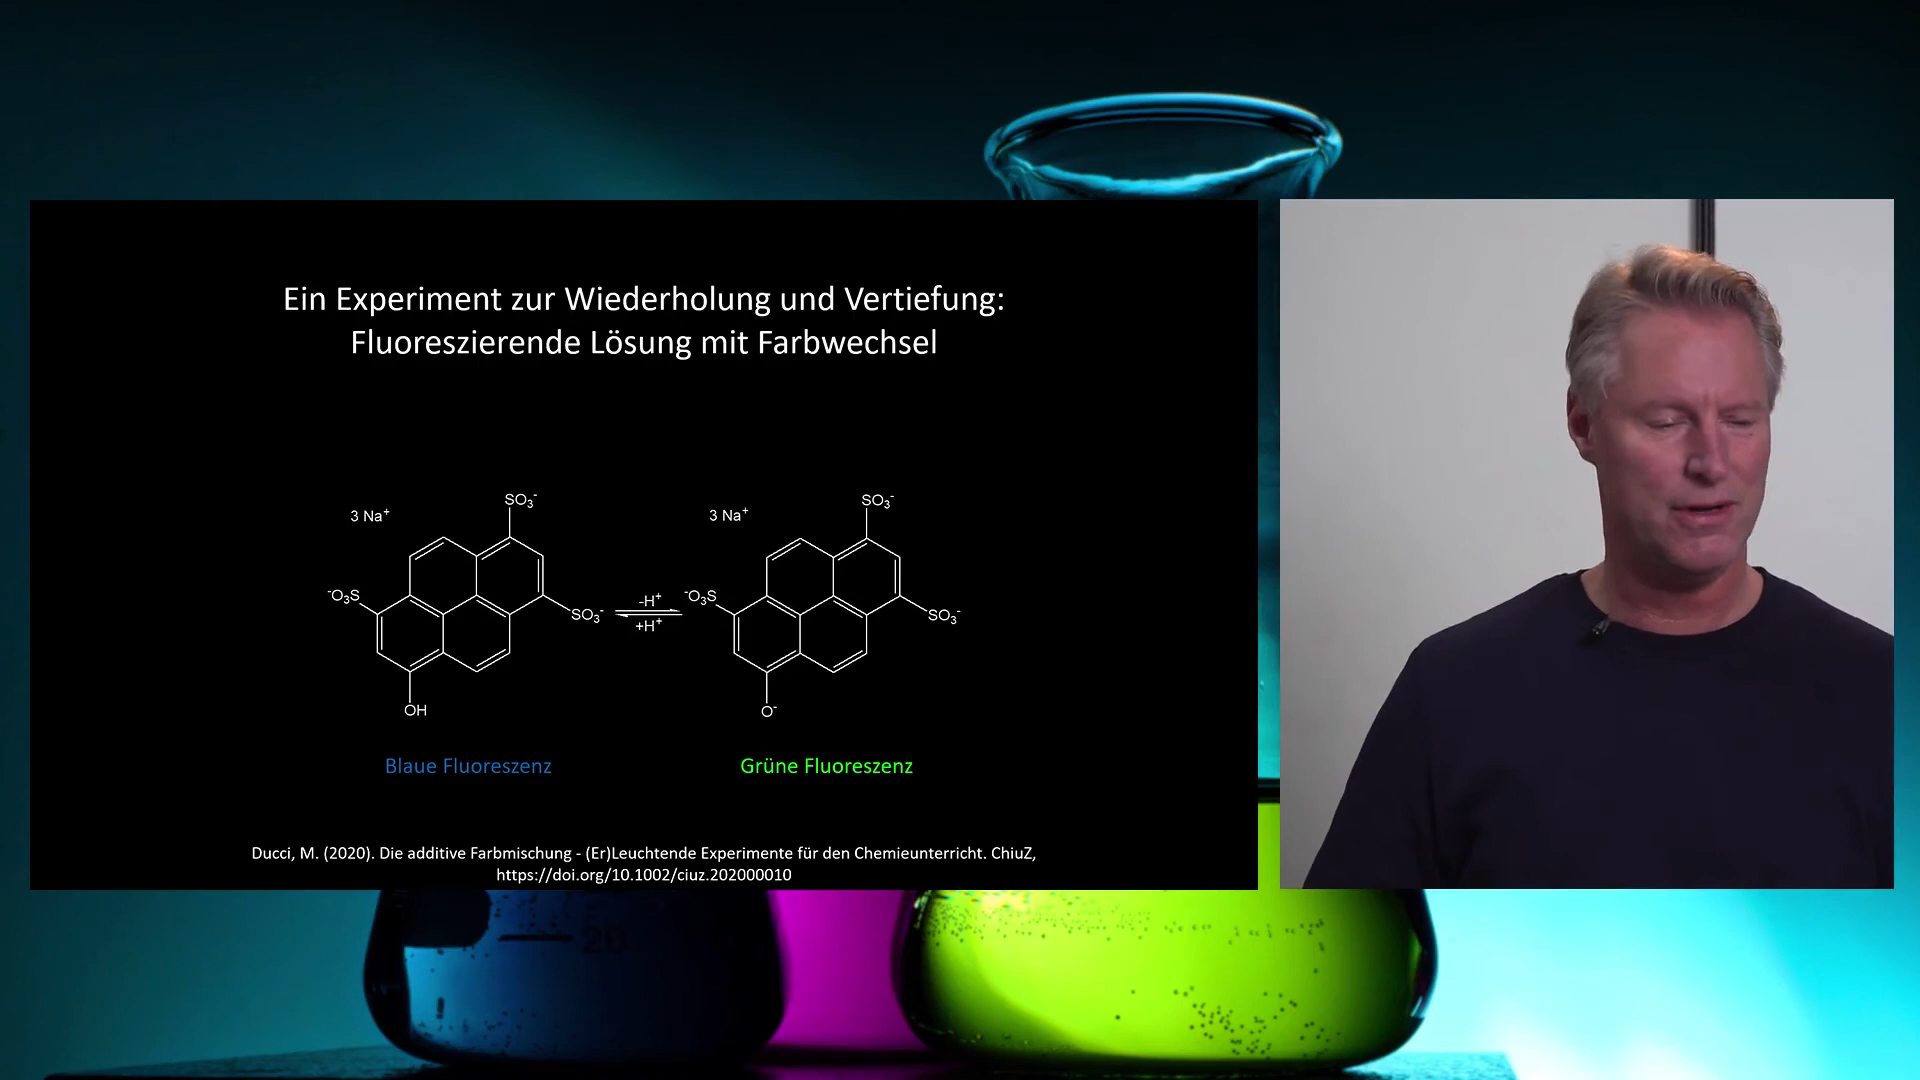 Ein Experiment zur Wiederholung und Vertiefung:
Fluoreszierende Lösung mit Farbwechsel
SO₃⁻
3 Na⁺
⁻O₃S
SO₃⁻
OH
-H⁺
+H⁺
SO₃⁻
3 Na⁺
⁻O₃S
SO₃⁻
O⁻
Blaue Fluoreszenz
Grüne Fluoreszenz
Ducci, M. (2020). Die additive Farbmischung - (Er)Leuchtende Experimente für den Chemieunterricht. ChiuZ,
https://doi.org/10.1002/ciuz.202000010